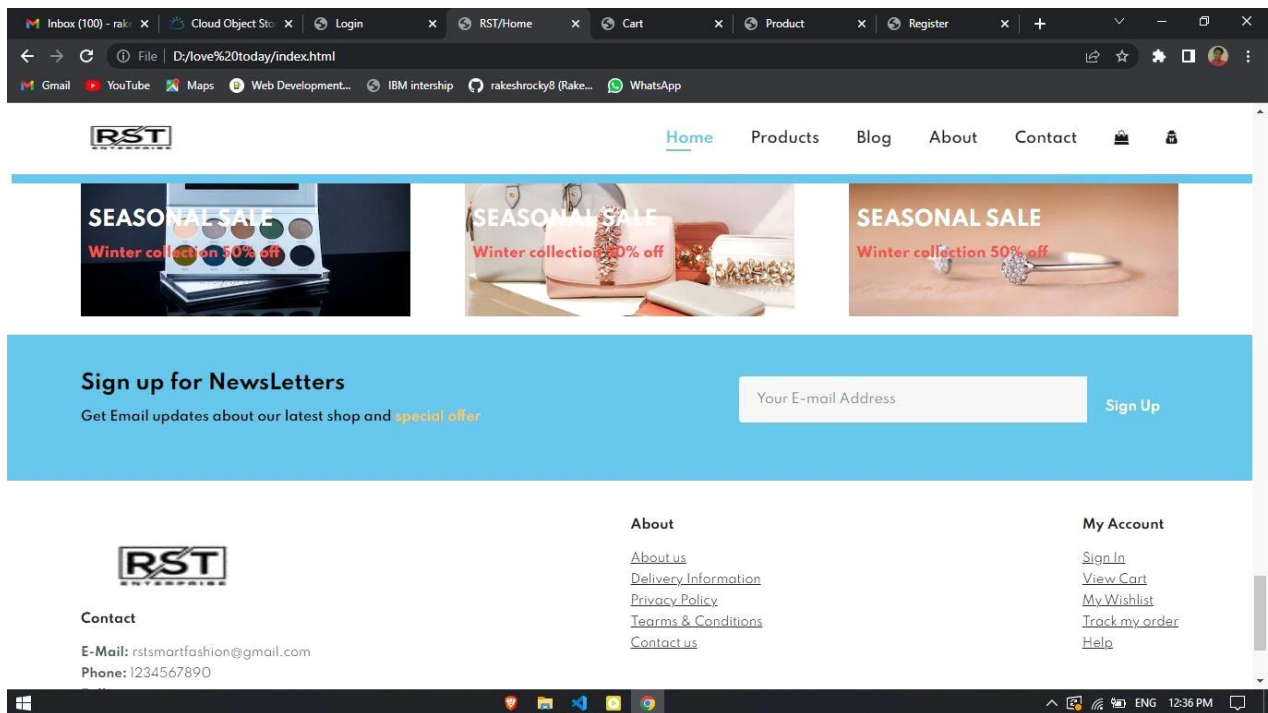 Inbox (100) - rak
Cloud Object Sto
Login
RST/Home
Cart
Product
Register
File
D:/love%20today/index.html
Gmail
YouTube
Maps
Web Development...
IBM intership
rakeshrocky8 (Rake...
WhatsApp
RST
ENTERPRISE
Home
Products
Blog
About
Contact
SEASONAL SALE
Winter collection 50% off
SEASONAL SALE
Winter collection 50% off
SEASONAL SALE
Winter collection 50% off
Sign up for NewsLetters
Get Email updates about our latest shop and special offer
Your E-mail Address
Sign Up
RST
ENTERPRISE
Contact
E-Mail: rstsmartfashion@gmail.com
Phone: 1234567890
About
About us
Delivery Information
Privacy Policy
Tearms & Conditions
Contact us
My Account
Sign In
View Cart
My Wishlist
Track my order
Help
ENG
12:36 PM